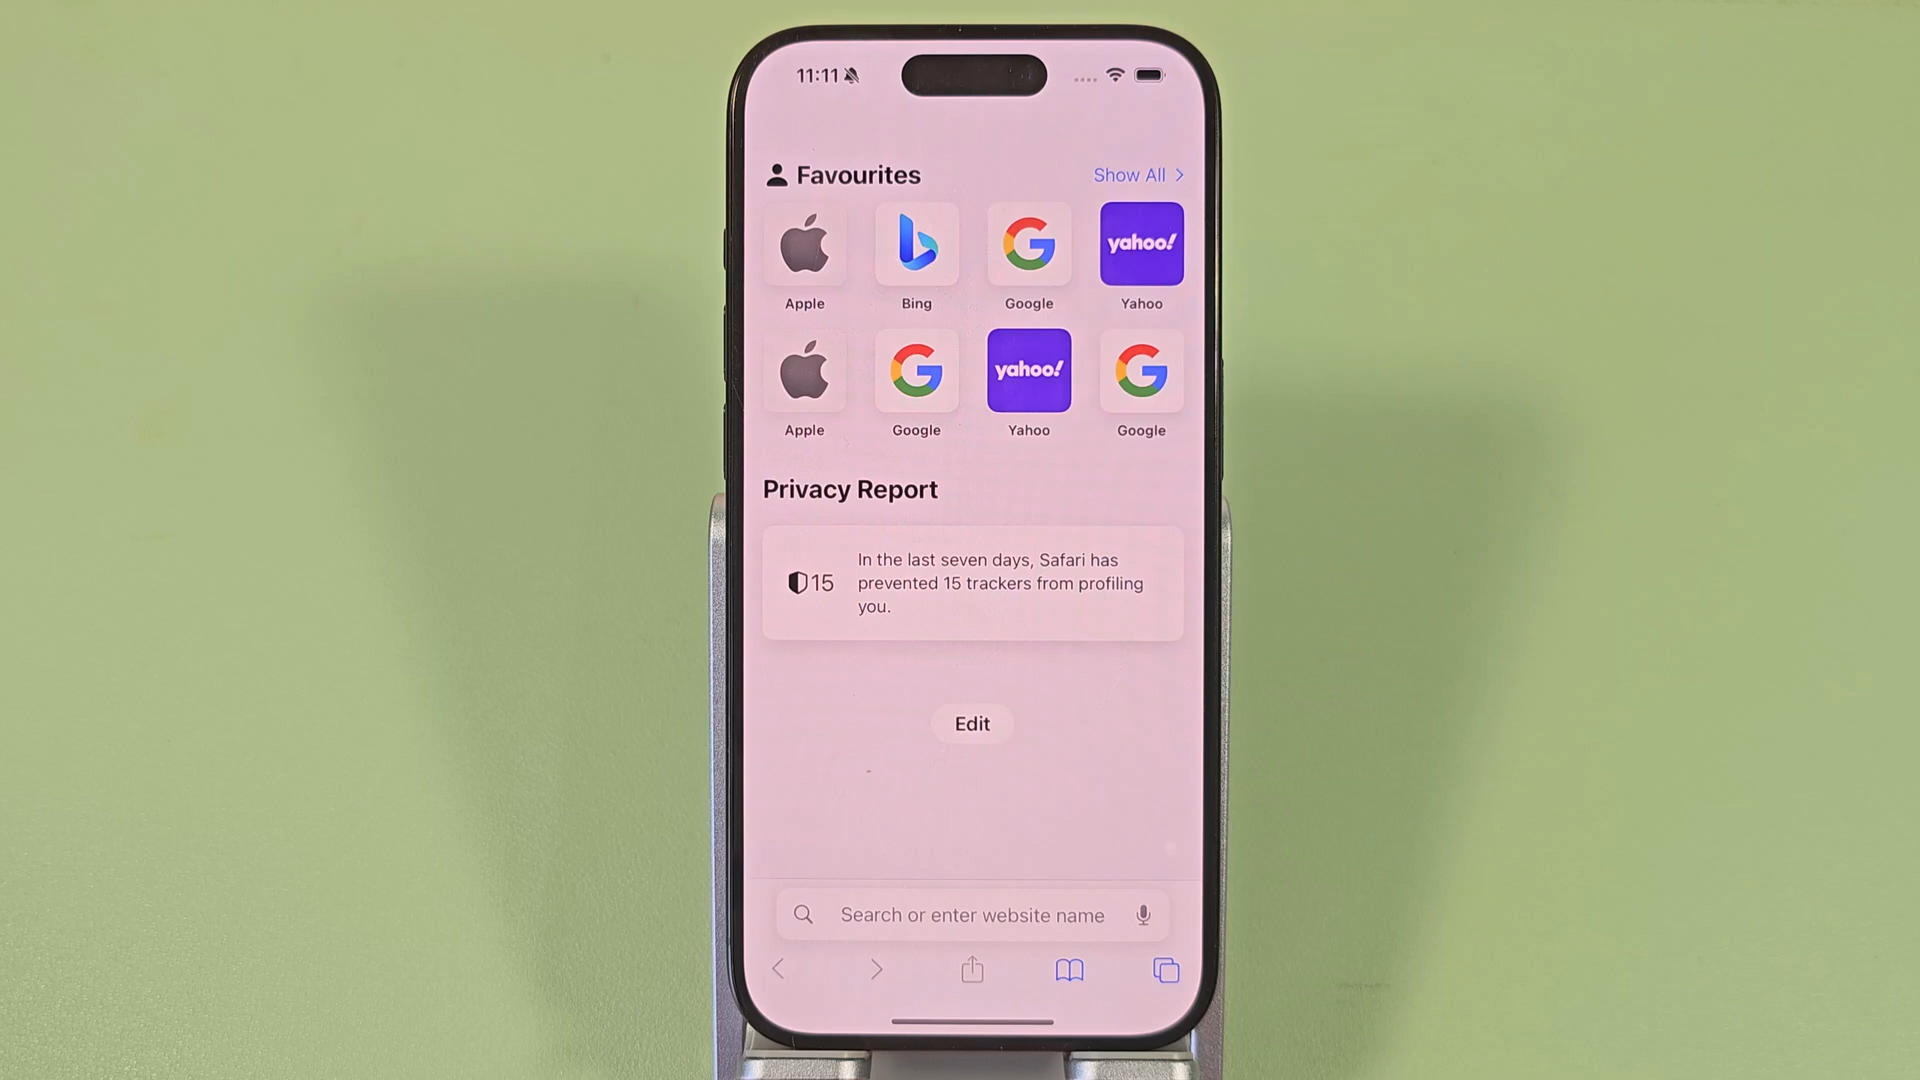 11:11
Favourites
Show All
yahoo!
Apple Bing Google Yahoo
yahoo!
Apple Google Yahoo Google
Privacy Report
15
In the last seven days, Safari has
prevented 15 trackers from profiling
you.
Edit
Search or enter website name